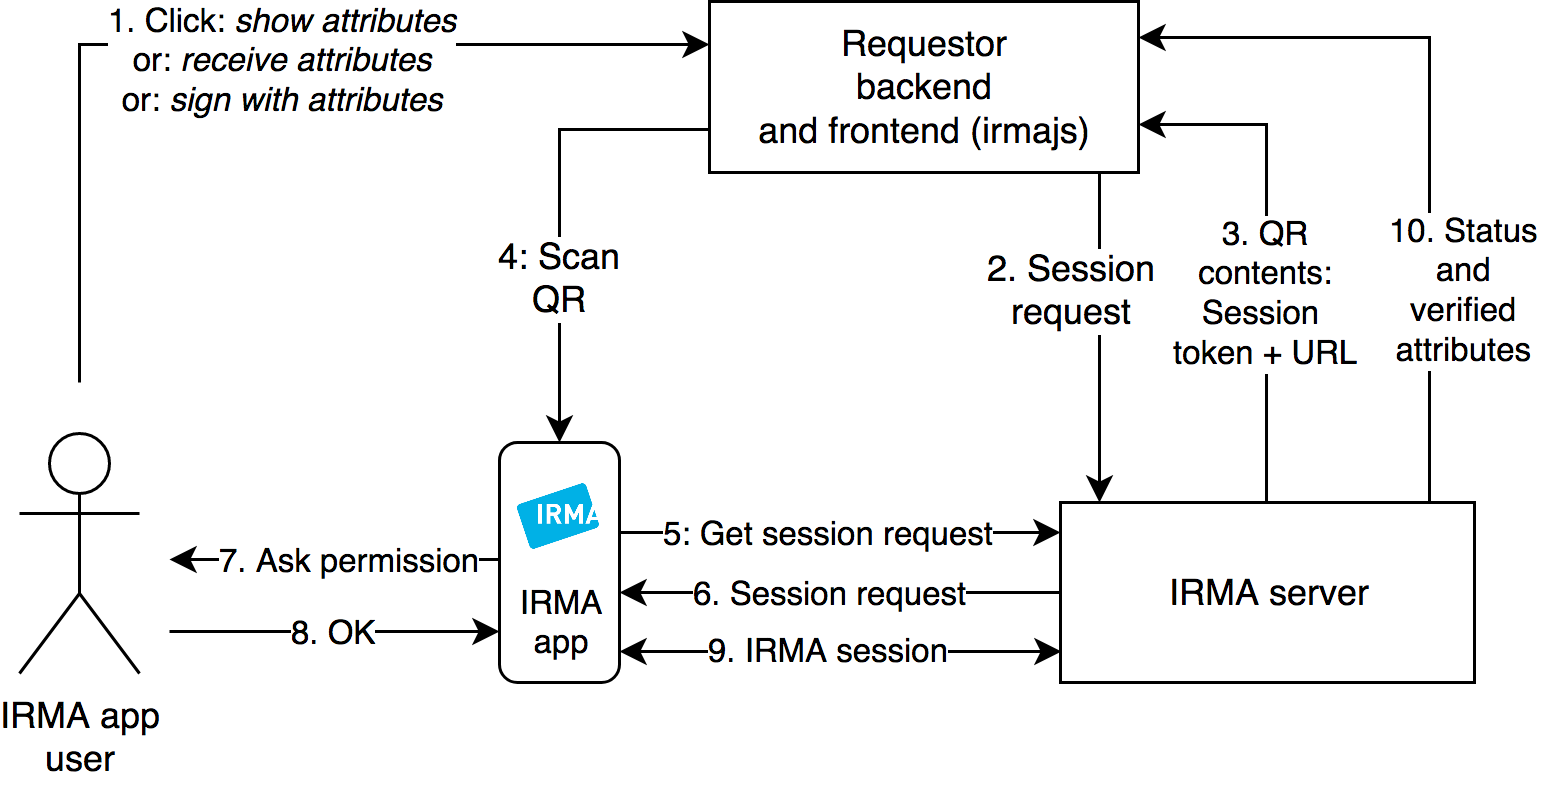 1. Click: show attributes
or: receive attributes
or: sign with attributes
Requestor
backend
and frontend (irmajs)
4: Scan
QR
2. Session
request
3. QR
contents:
Session
token + URL
10. Status
and
verified
attributes
IRMA
IRMA
app
5: Get session request
6. Session request
9. IRMA session
7. Ask permission
8. OK
IRMA server
IRMA app
user